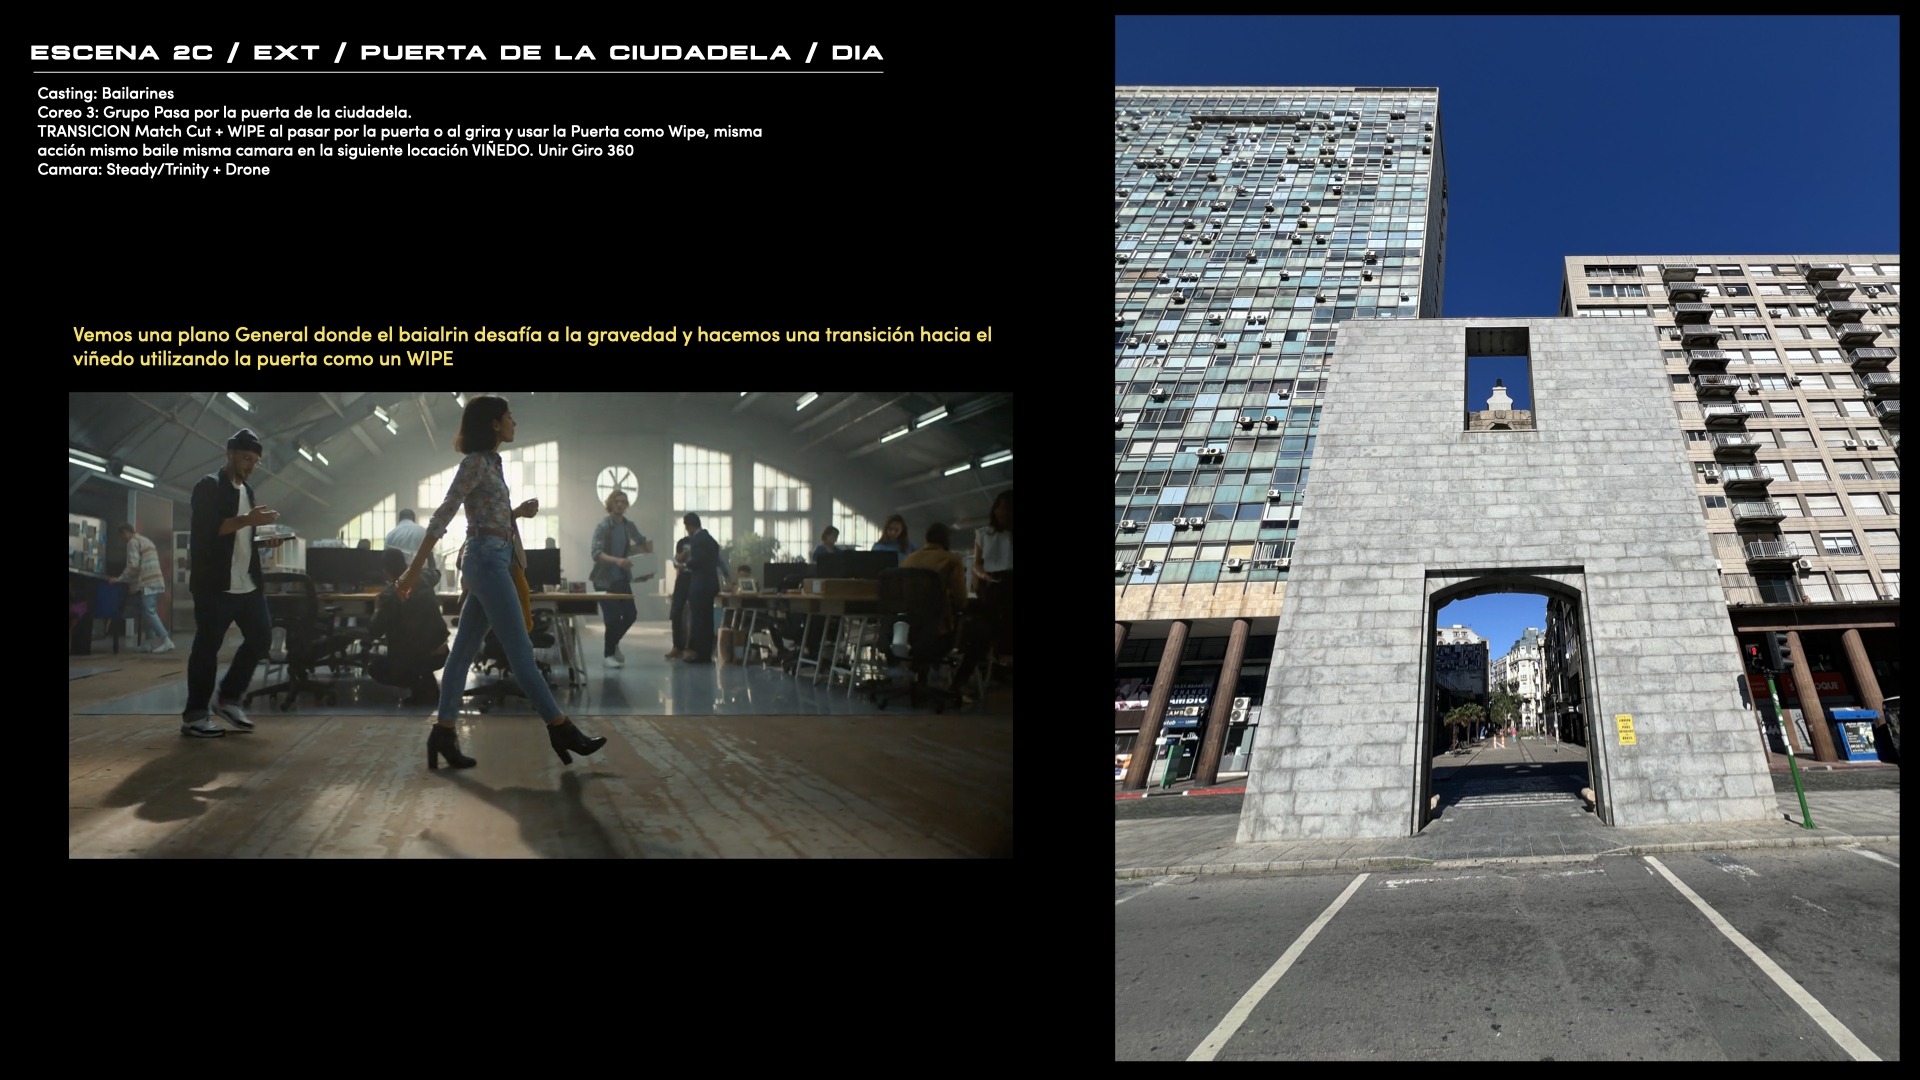 ESCENA 2C / EXT / PUERTA DE LA CIUDADELA / DIA
Casting: Bailarines
Coreo 3: Grupo Pasa por la puerta de la ciudadela.
TRANSICION Match Cut + WIPE al pasar por la puerta o al grira y usar la Puerta como Wipe, misma
acción mismo baile misma camara en la siguiente locación VIÑEDO. Unir Giro 360
Camara: Steady/Trinity + Drone
Vemos una plano General donde el baialrin desafía a la gravedad y hacemos una transición hacia el
viñedo utilizando la puerta como un WIPE